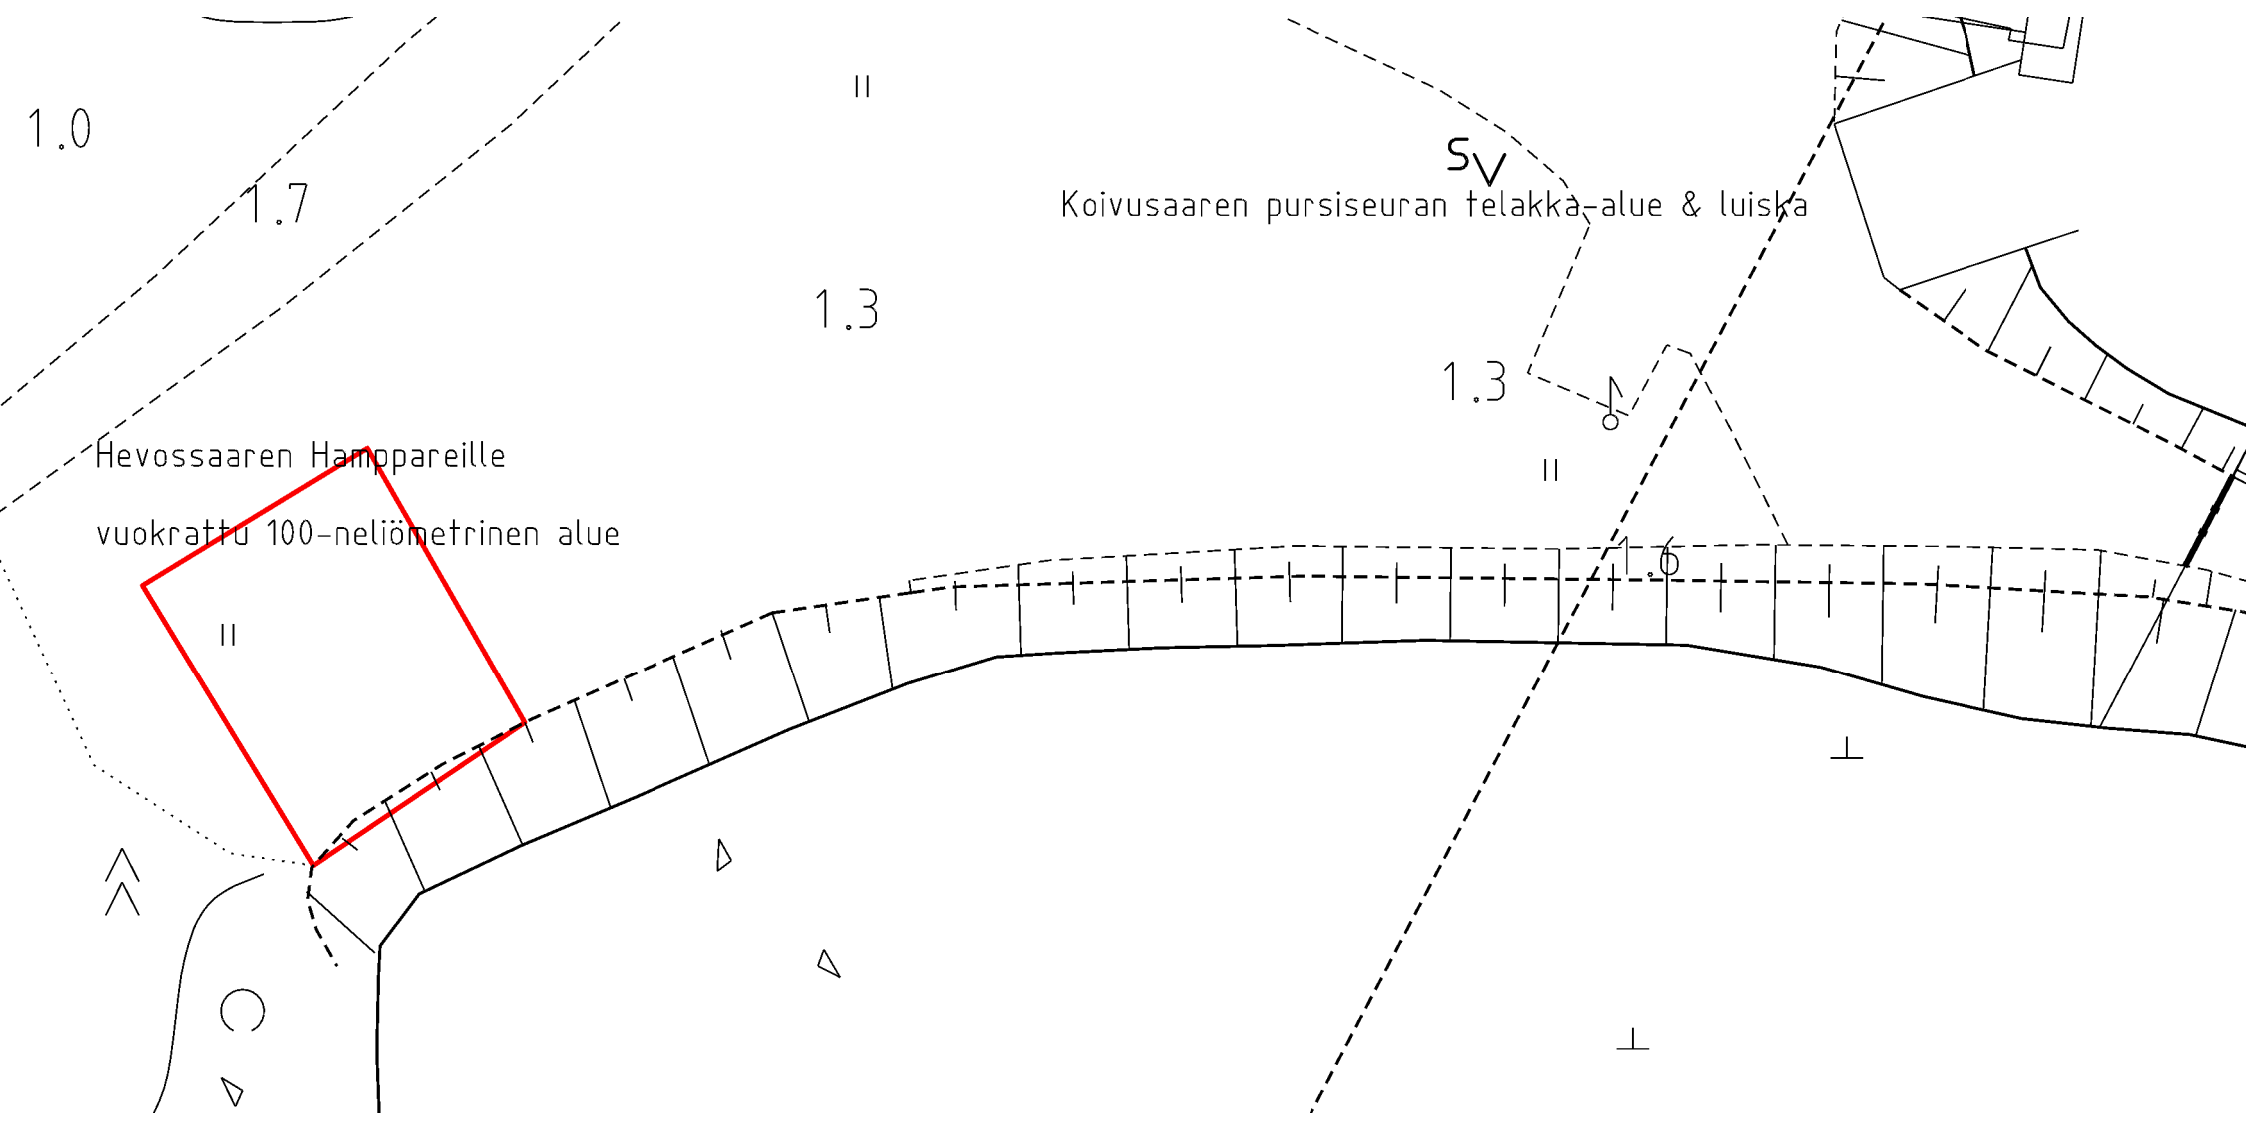 1.0
1.7
S
Koivusaaren pursiseuran telakka-alue & luiska
1.3
1.3
Hevossaaren Hamppareille
vuokrattu 100-neliömetrinen alue
1.6